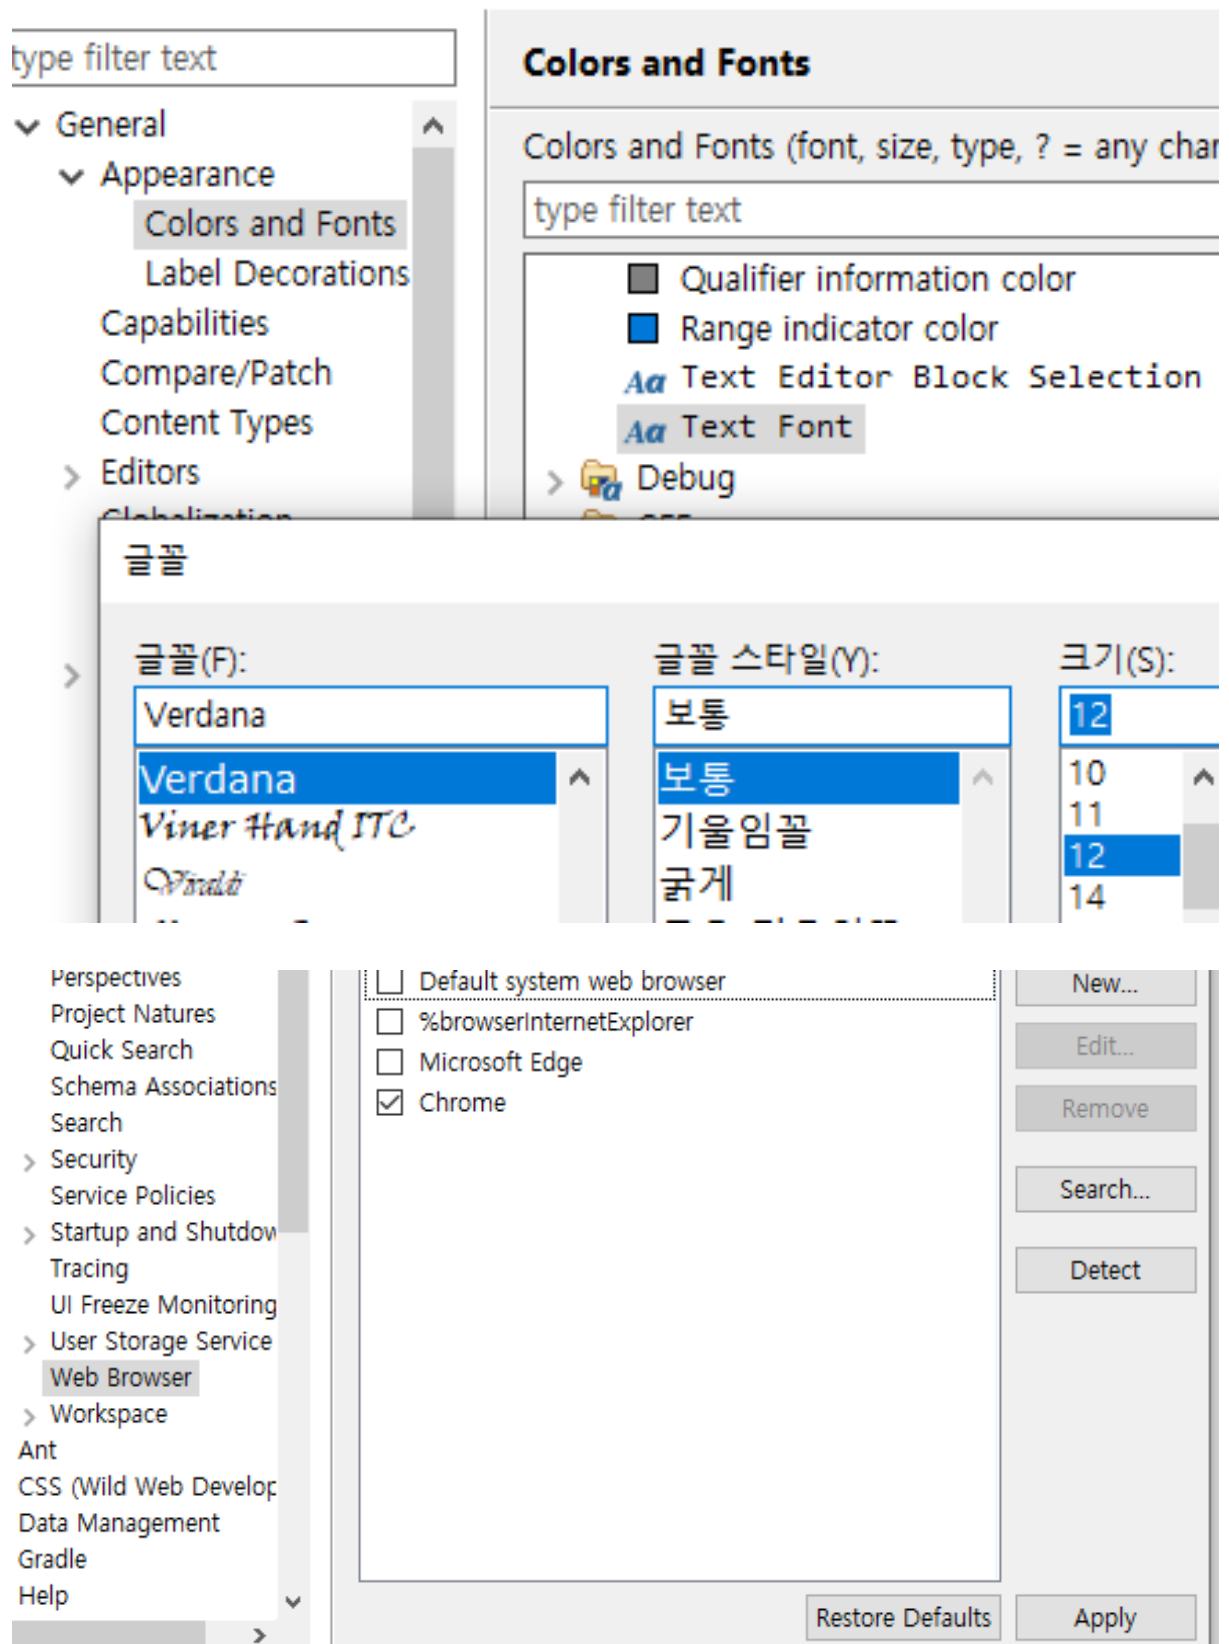 type filter text
General
Appearance
Colors and Fonts
Label Decorations
Capabilities
Compare/Patch
Content Types
Editors
Globalization
Colors and Fonts
Colors and Fonts (font, size, type, ? = any char
type filter text
Qualifier information color
Range indicator color
Aa Text Editor Block Selection
Aa Text Font
Debug
글꼴
글꼴(F):
Verdana
Verdana
Viner Hand ITC
Vivaldi
글꼴 스타일(Y):
보통
보통
기울임꼴
굵게
크기(S):
12
10
11
12
14
Perspectives
Project Natures
Quick Search
Schema Associations
Search
Security
Service Policies
Startup and Shutdow
Tracing
UI Freeze Monitoring
User Storage Service
Web Browser
Workspace
Ant
CSS (Wild Web Develop
Data Management
Gradle
Help
Default system web browser
%browserInternetExplorer
Microsoft Edge
Chrome
New...
Edit...
Remove
Search...
Detect
Restore Defaults
Apply